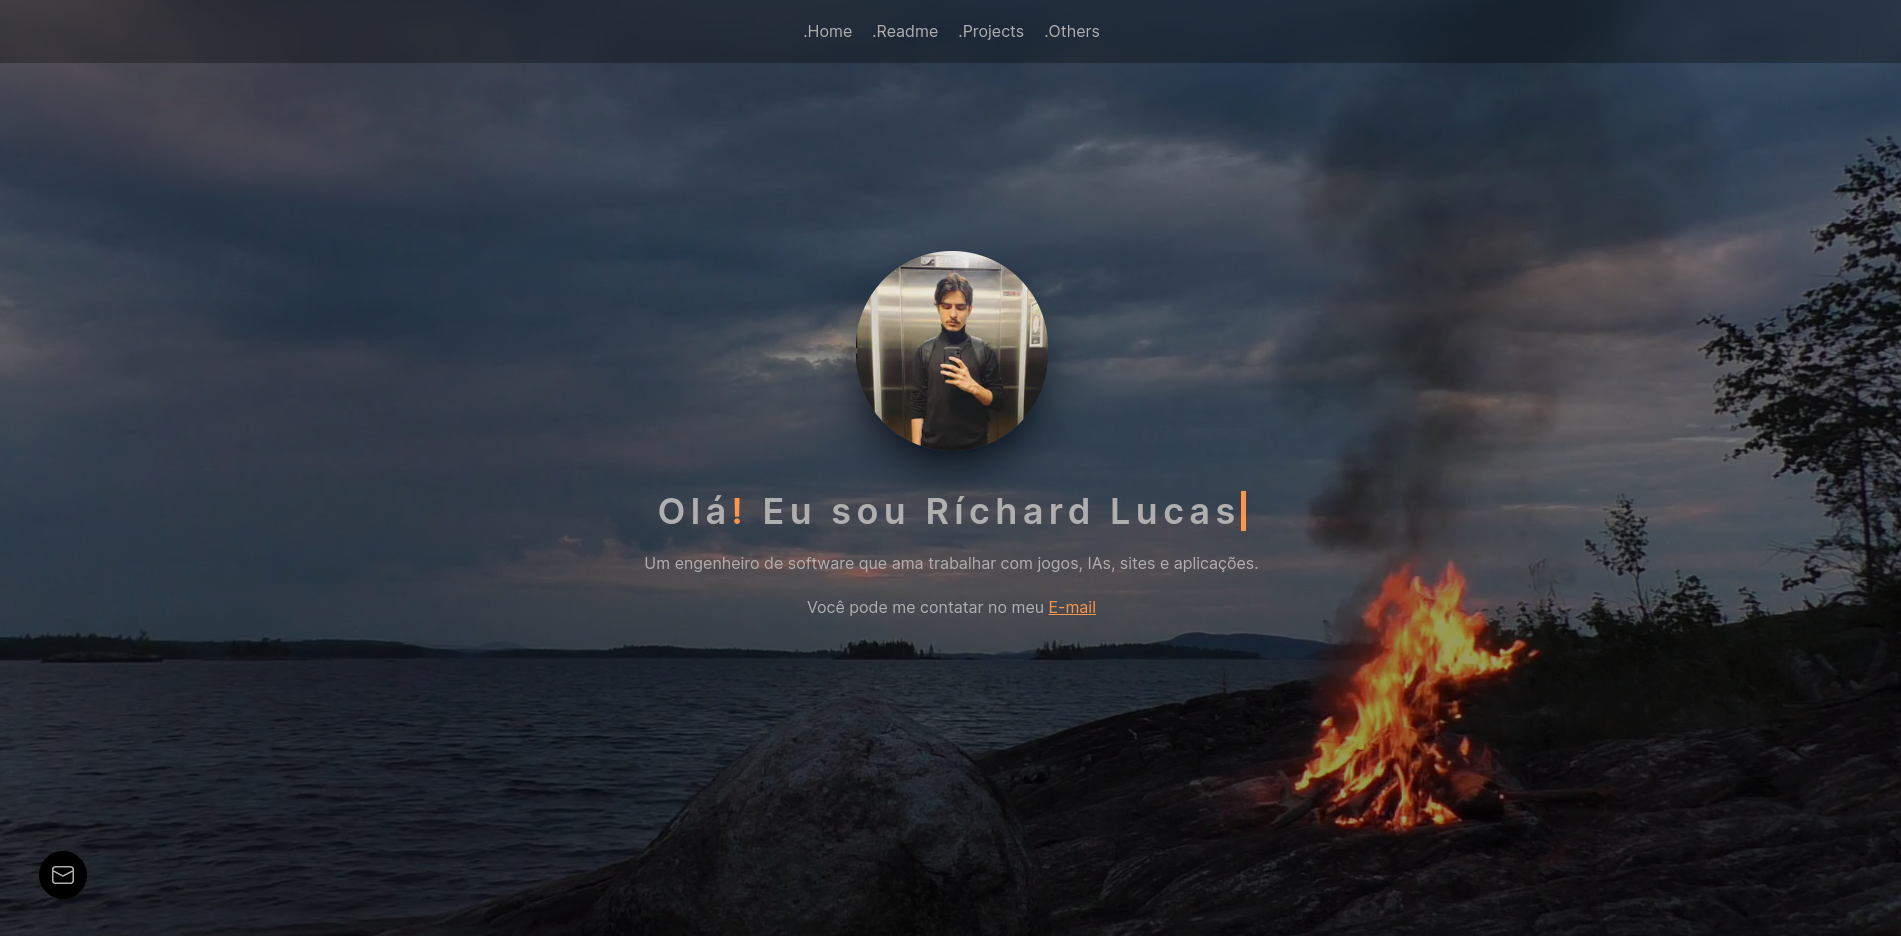 .Home .Readme .Projects .Others
Olá! Eu sou Ríchard Lucas
Um engenheiro de software que ama trabalhar com jogos, IAs, sites e aplicações.
Você pode me contatar no meu E-mail